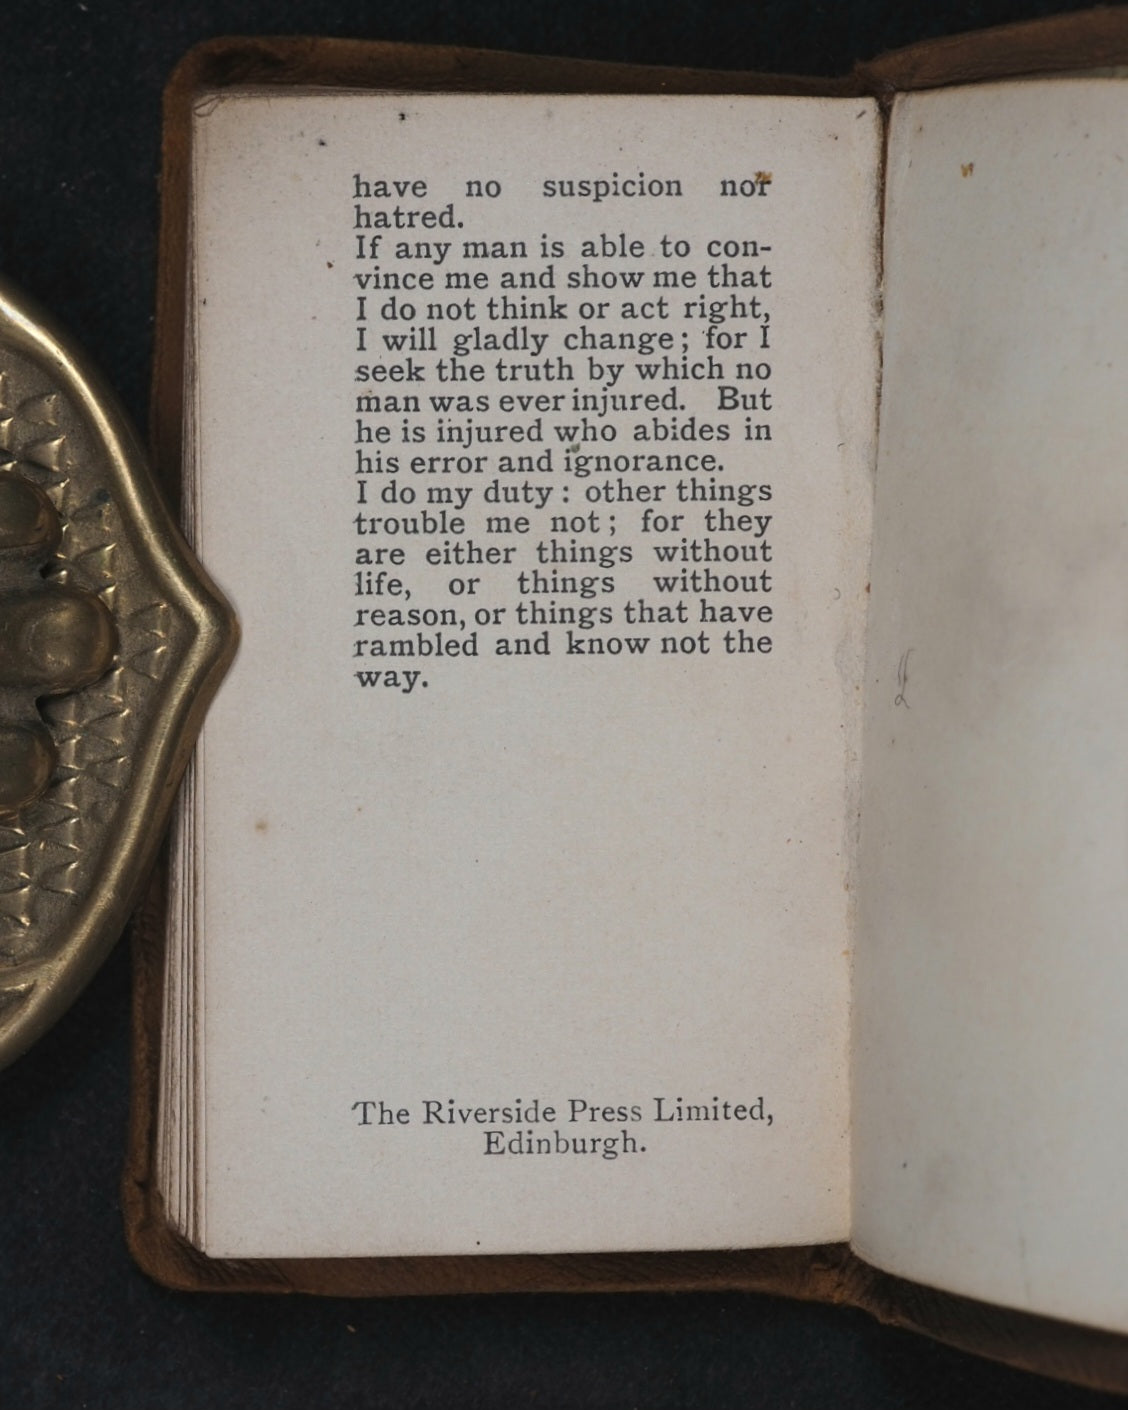 have no suspicion nor
hatred.
If any man is able to con-
vince me and show me that
I do not think or act right,
I will gladly change; for I
seek the truth by which no
man was ever injured. But
he is injured who abides in
his error and ignorance.
I do my duty: other things
trouble me not; for they
are either things without
life, or things without
reason, or things that have
rambled and know not the
way.
The Riverside Press Limited,
Edinburgh.